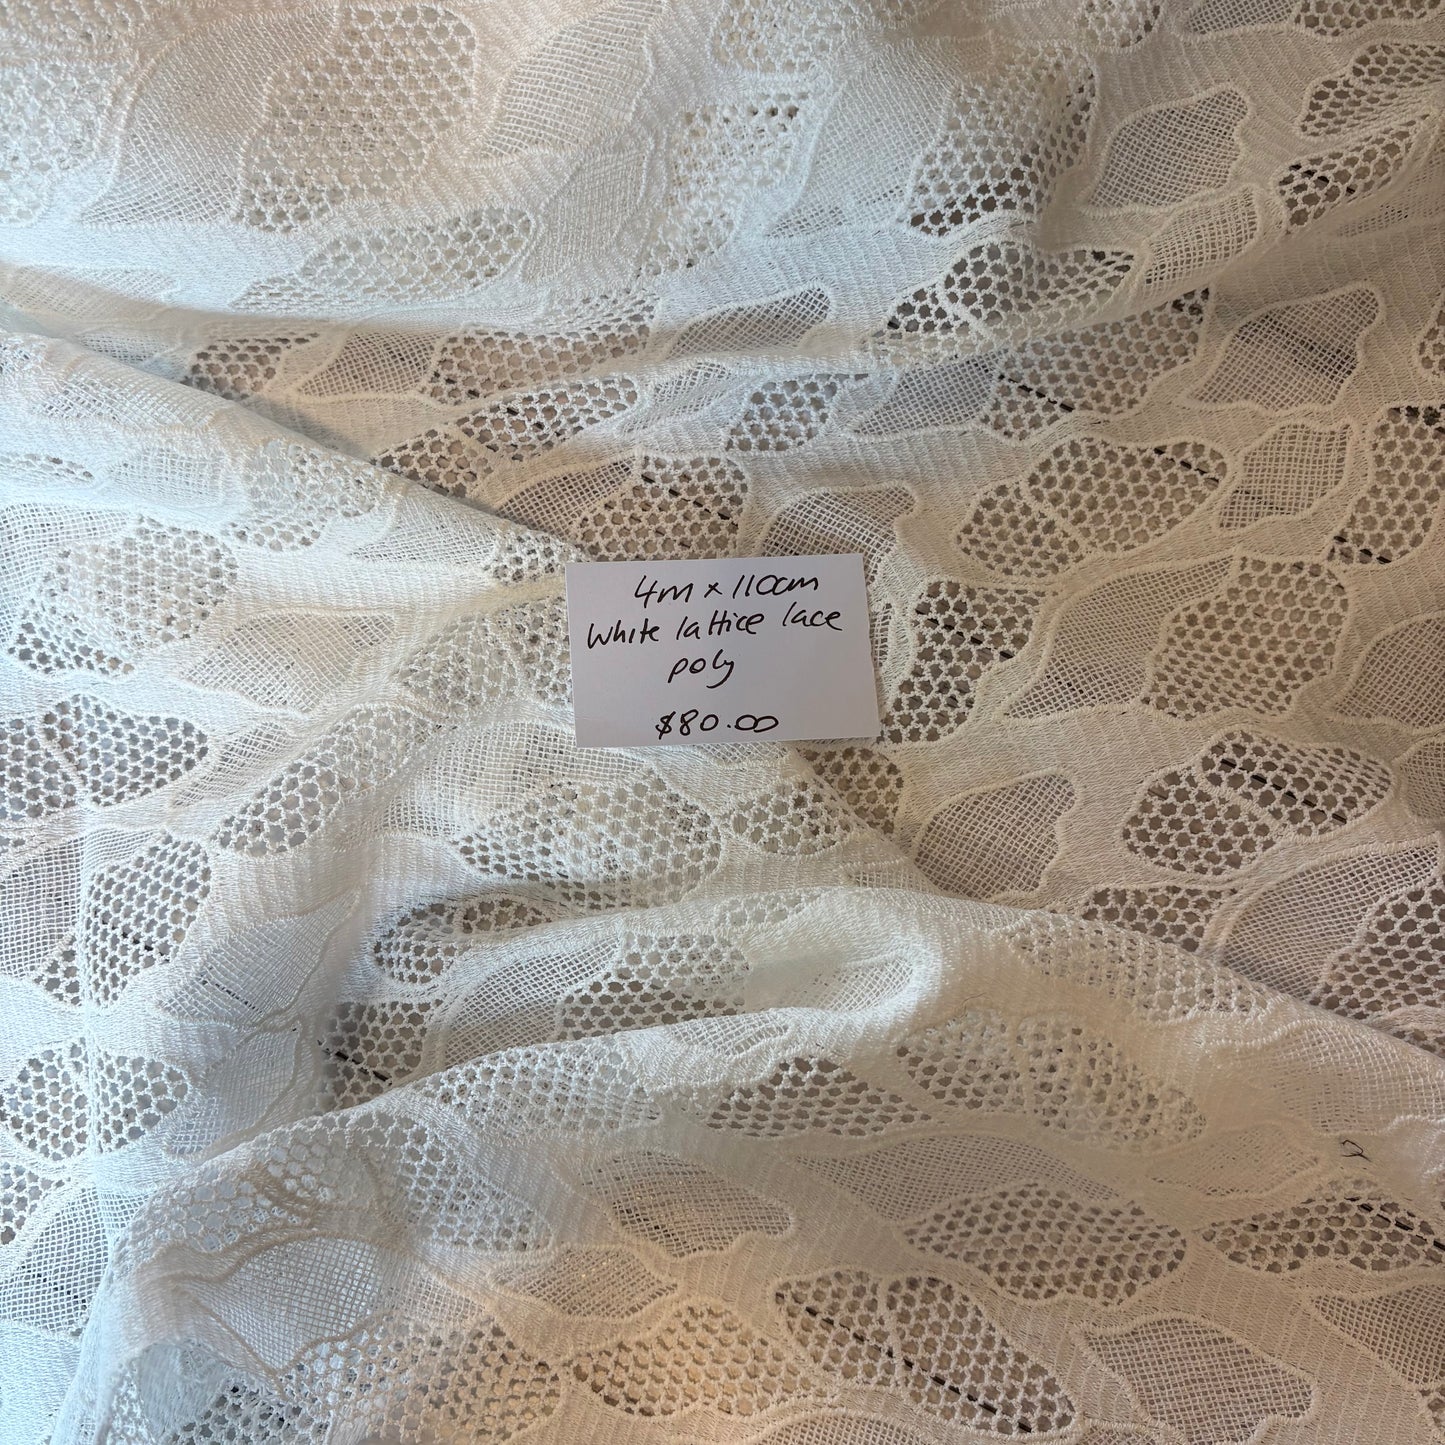 4m x 110cm
White lattice lace
poly
$80.00